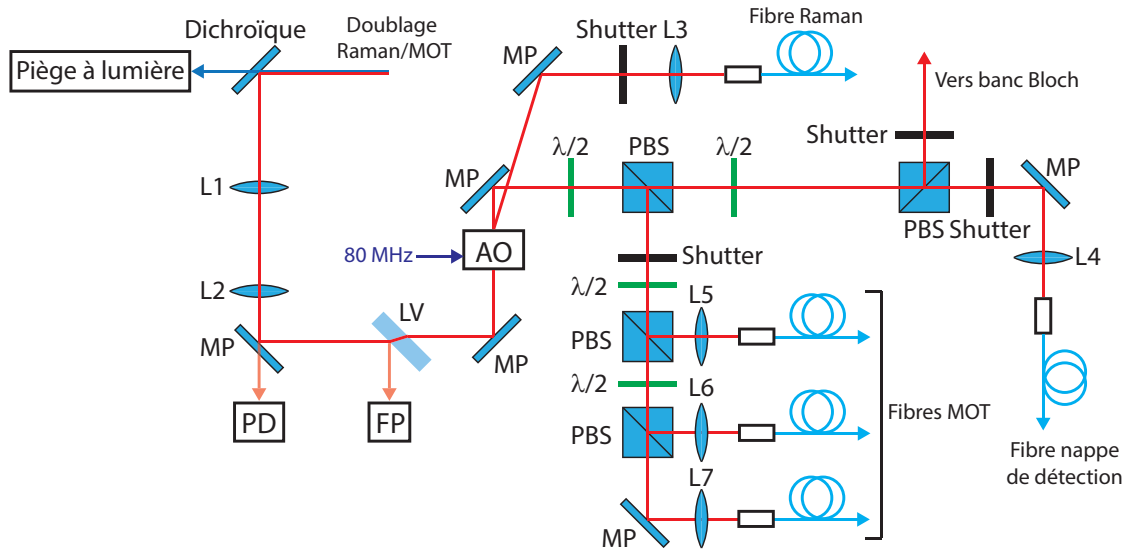 Dichroïque
Doublage
Raman/MOT
Piège à lumière
MP
Shutter L3
Fibre Raman
Vers banc Bloch
L1
MP
λ/2
PBS
λ/2
Shutter
MP
PBS Shutter
80 MHz
AO
Shutter
L4
L2
LV
λ/2
L5
MP
MP
PBS
λ/2
L6
Fibres MOT
PD
FP
PBS
Fibre nappe
de détection
L7
MP